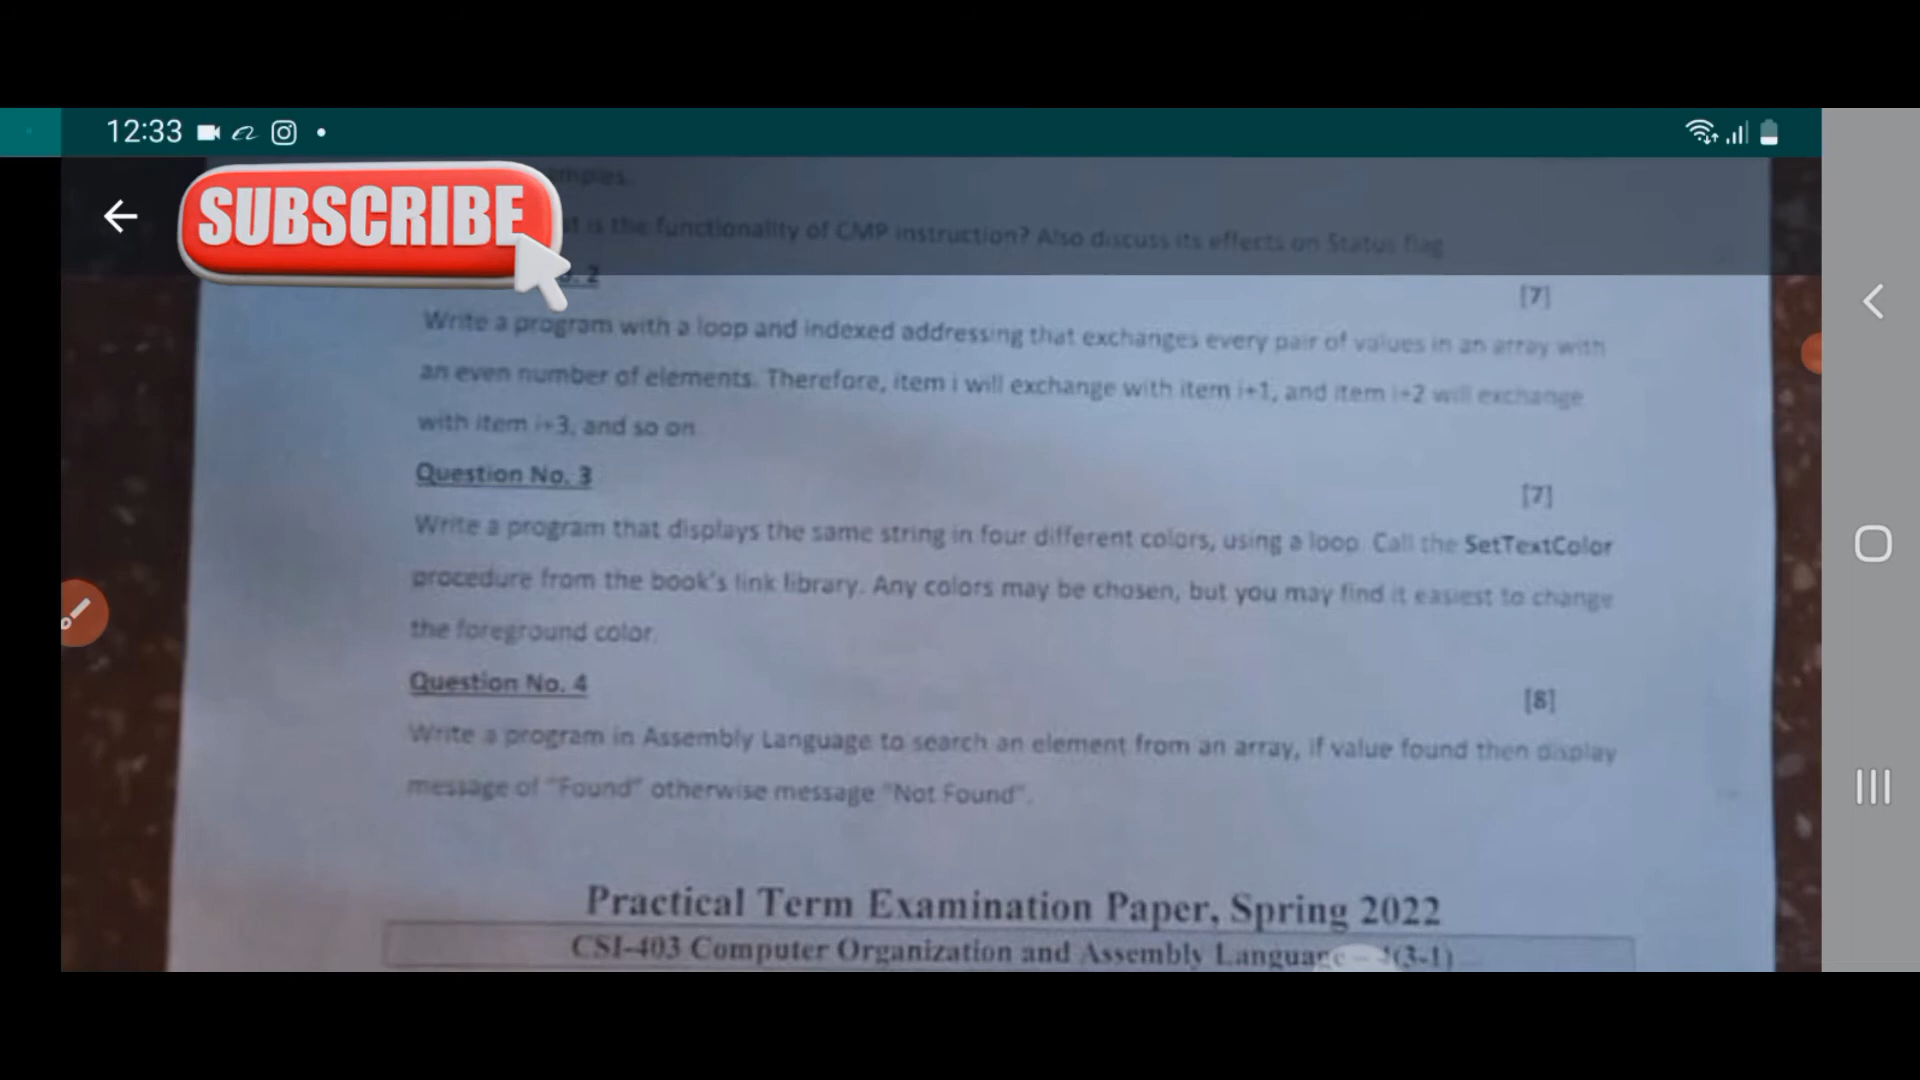 12:33
SUBSCRIBE
is the functionality of CMP instruction? Also discuss its effects on Status flag
2
[7]
Write a program with a loop and indexed addressing that exchanges every pair of values in an array with
an even number of elements. Therefore, item i will exchange with item i+1, and item i+2 will exchange
with item i+3, and so on
Question No. 3
[7]
Write a program that displays the same string in four different colors, using a loop. Call the SetTextColor
procedure from the book's link library. Any colors may be chosen, but you may find it easiest to change
the foreground color.
Question No. 4
[8]
Write a program in Assembly Language to search an element from an array, if value found then display
message of "Found" otherwise message "Not Found".
Practical Term Examination Paper, Spring 2022
CSI-403 Computer Organization and Assembly Language – (3-1)